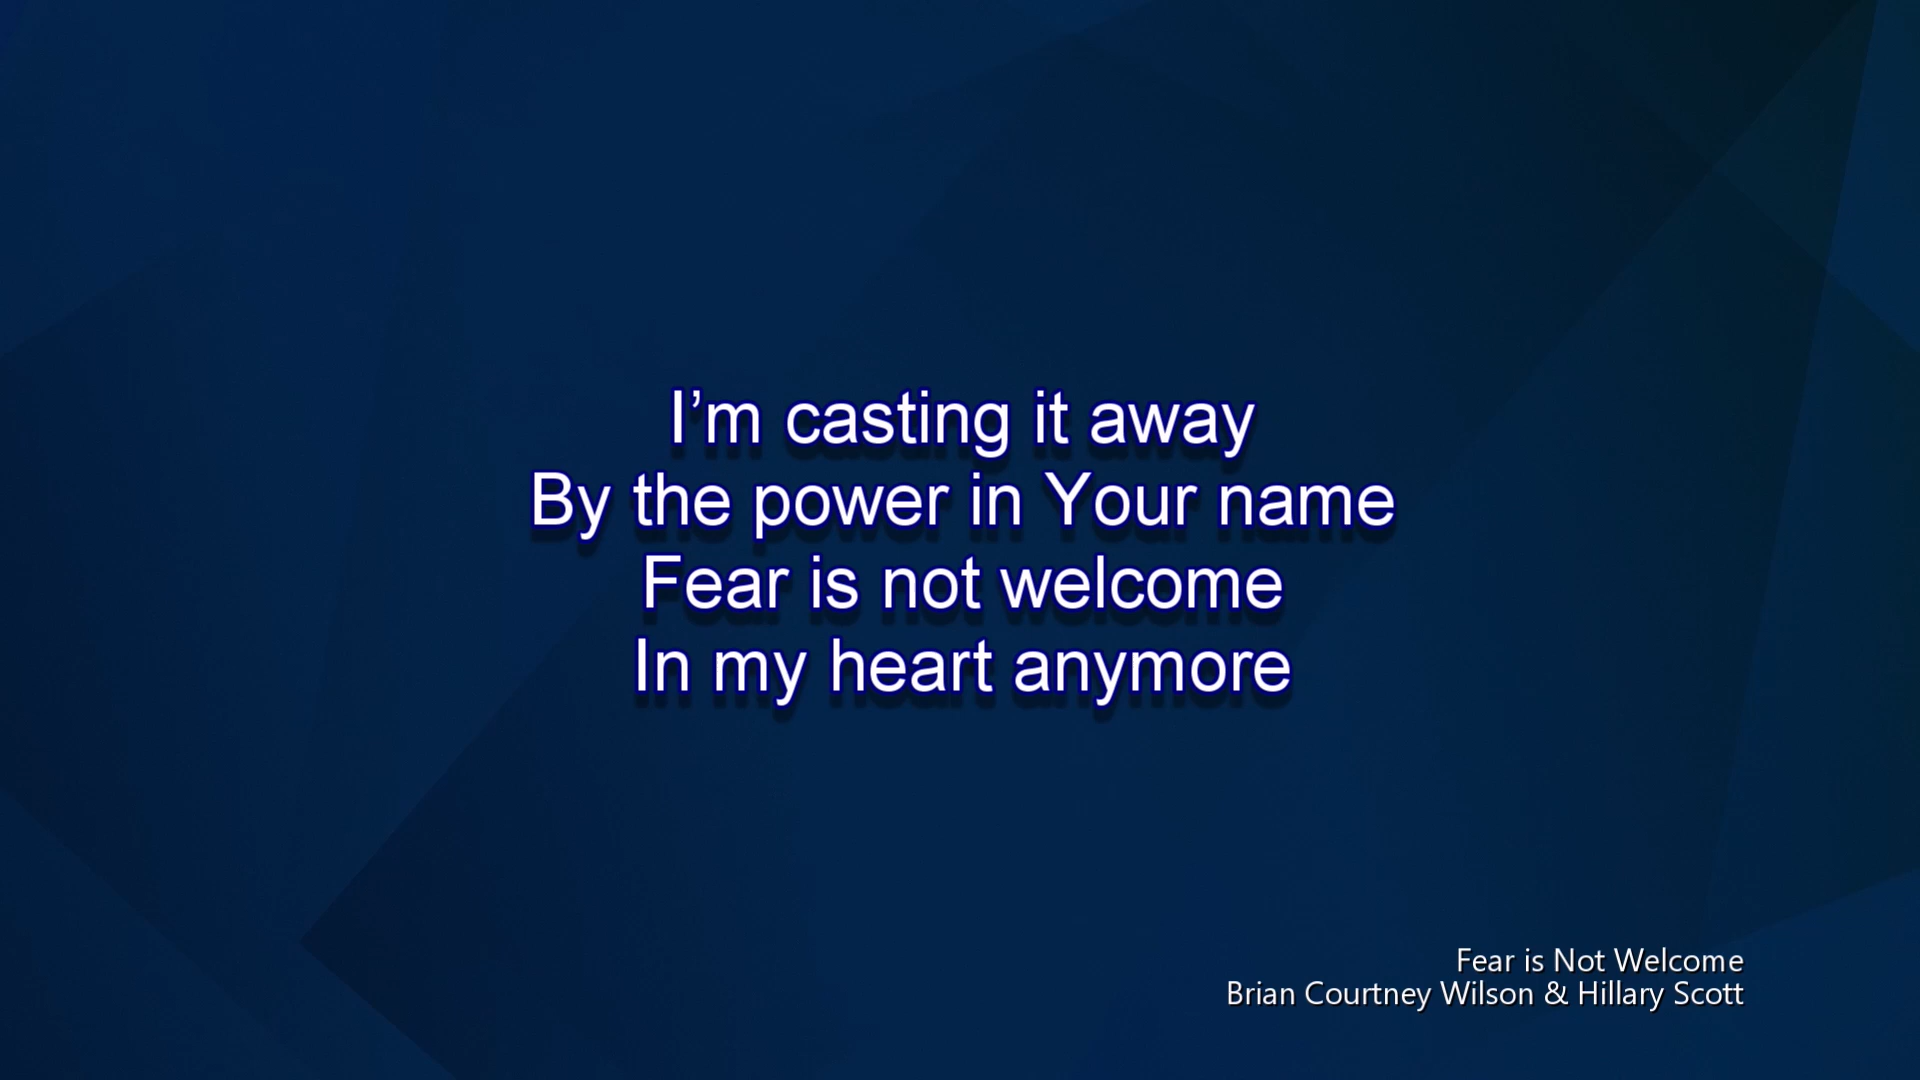 I’m casting it away
By the power in Your name
Fear is not welcome
In my heart anymore
Fear is Not Welcome
Brian Courtney Wilson & Hillary Scott